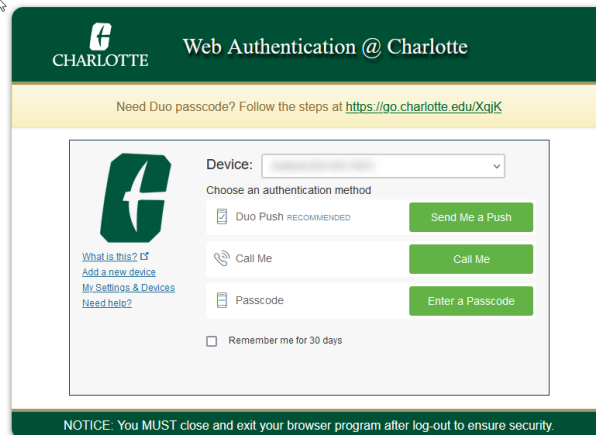 CHARLOTTE
Web Authentication @ Charlotte
Need Duo passcode? Follow the steps at https://go.charlotte.edu/XqjK
Device:
Choose an authentication method
Duo Push RECOMMENDED
Send Me a Push
Call Me
Call Me
Passcode
Enter a Passcode
What is this?
Add a new device
My Settings & Devices
Need help?
Remember me for 30 days
NOTICE: You MUST close and exit your browser program after log-out to ensure security.